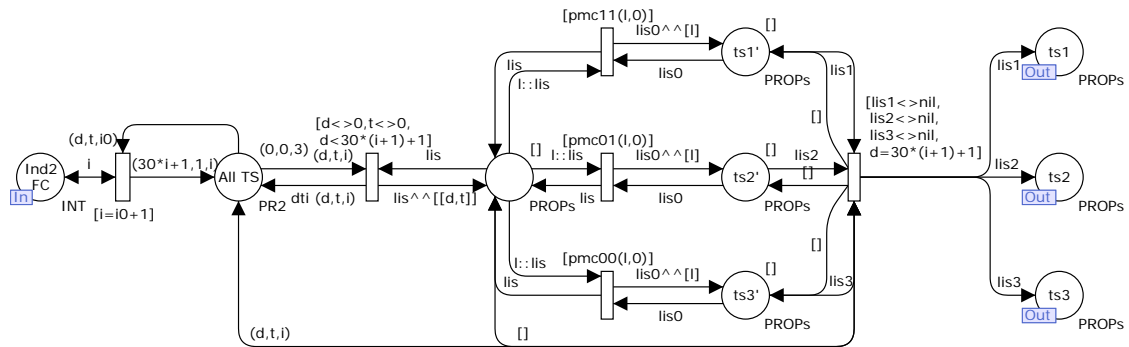 [pmc11(l,0)]
lis0^^[l]
[]
ts1'
lis0
PROPs
lis
l::lis
lis1
[]
lis1
ts1
Out
PROPs
[lis1<>nil,
lis2<>nil,
lis3<>nil,
d=30*(i+1)+1]
(d,t,i0)
[d<>0,t<>0,
d<30*(i+1)+1]
(0,0,3)
(d,t,i)
lis
Ind2
FC
In
INT
i
[i=i0+1]
(30*i+1,1,i)
All TS
PR2
dti
(d,t,i)
lis^^[[d,t]]
[]
PROPs
[pmc01(l,0)]
l::lis
lis
lis0^^[l]
lis0
[]
ts2'
PROPs
lis2
[]
lis2
ts2
Out
PROPs
[pmc00(l,0)]
l::lis
lis
lis0^^[l]
lis0
[]
ts3'
PROPs
[]
lis3
lis3
ts3
Out
PROPs
(d,t,i)
[]